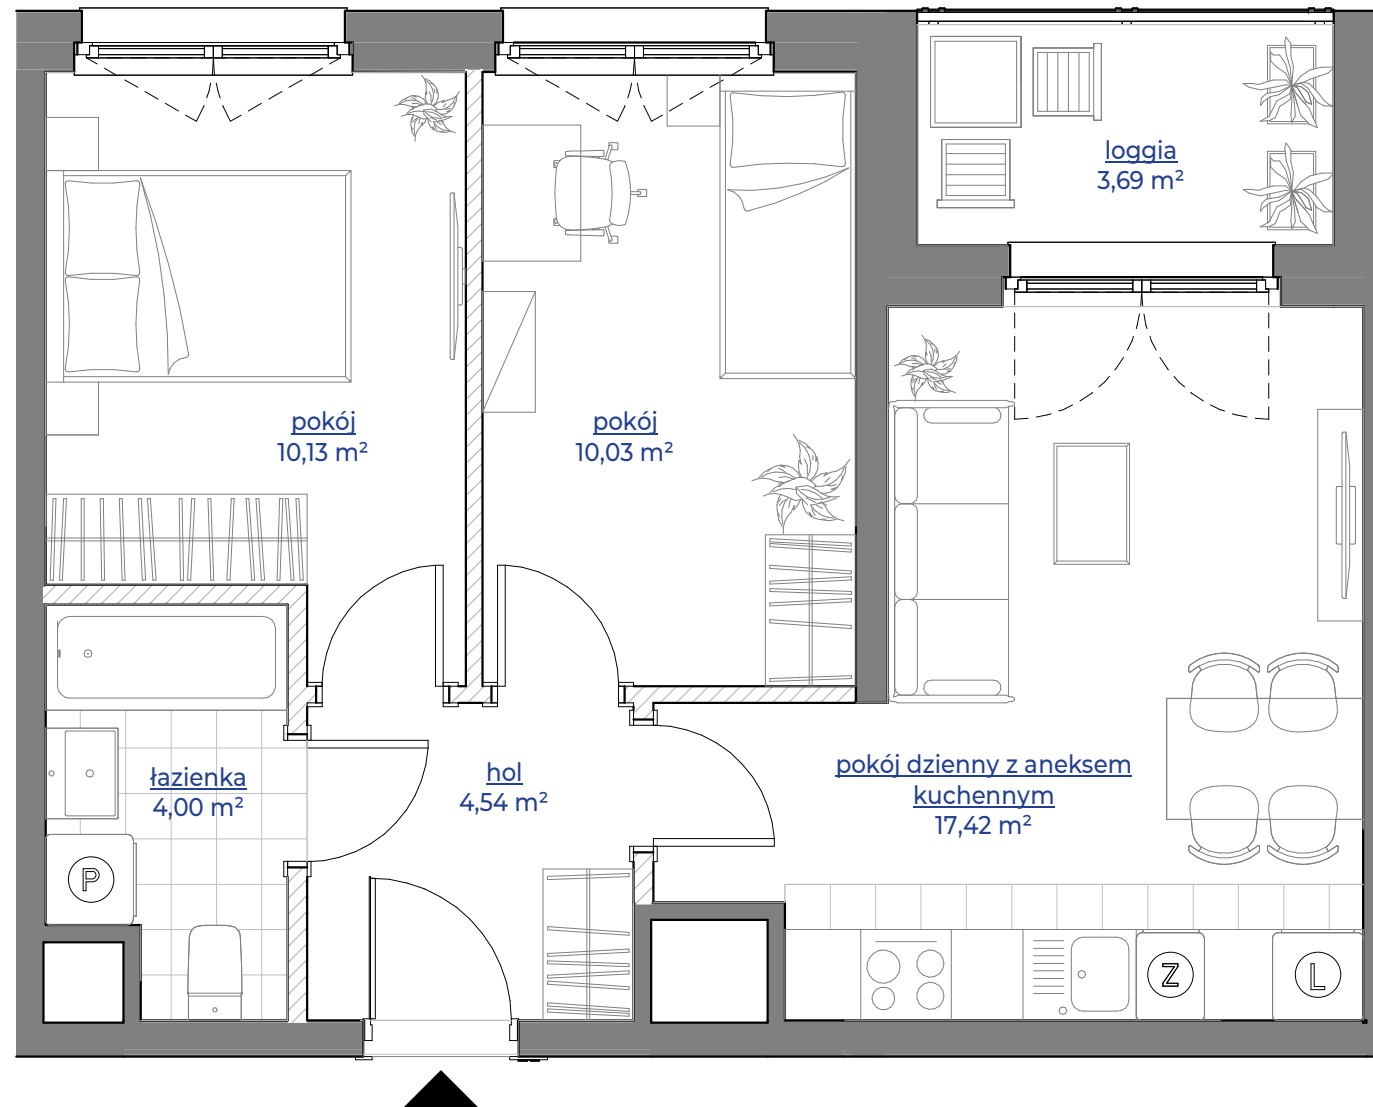 loggia
3,69 m²
pokój
10,13 m²
pokój
10,03 m²
pokój dzienny z aneksem
kuchennym
17,42 m²
hol
4,54 m²
łazienka
4,00 m²
P
Z
L